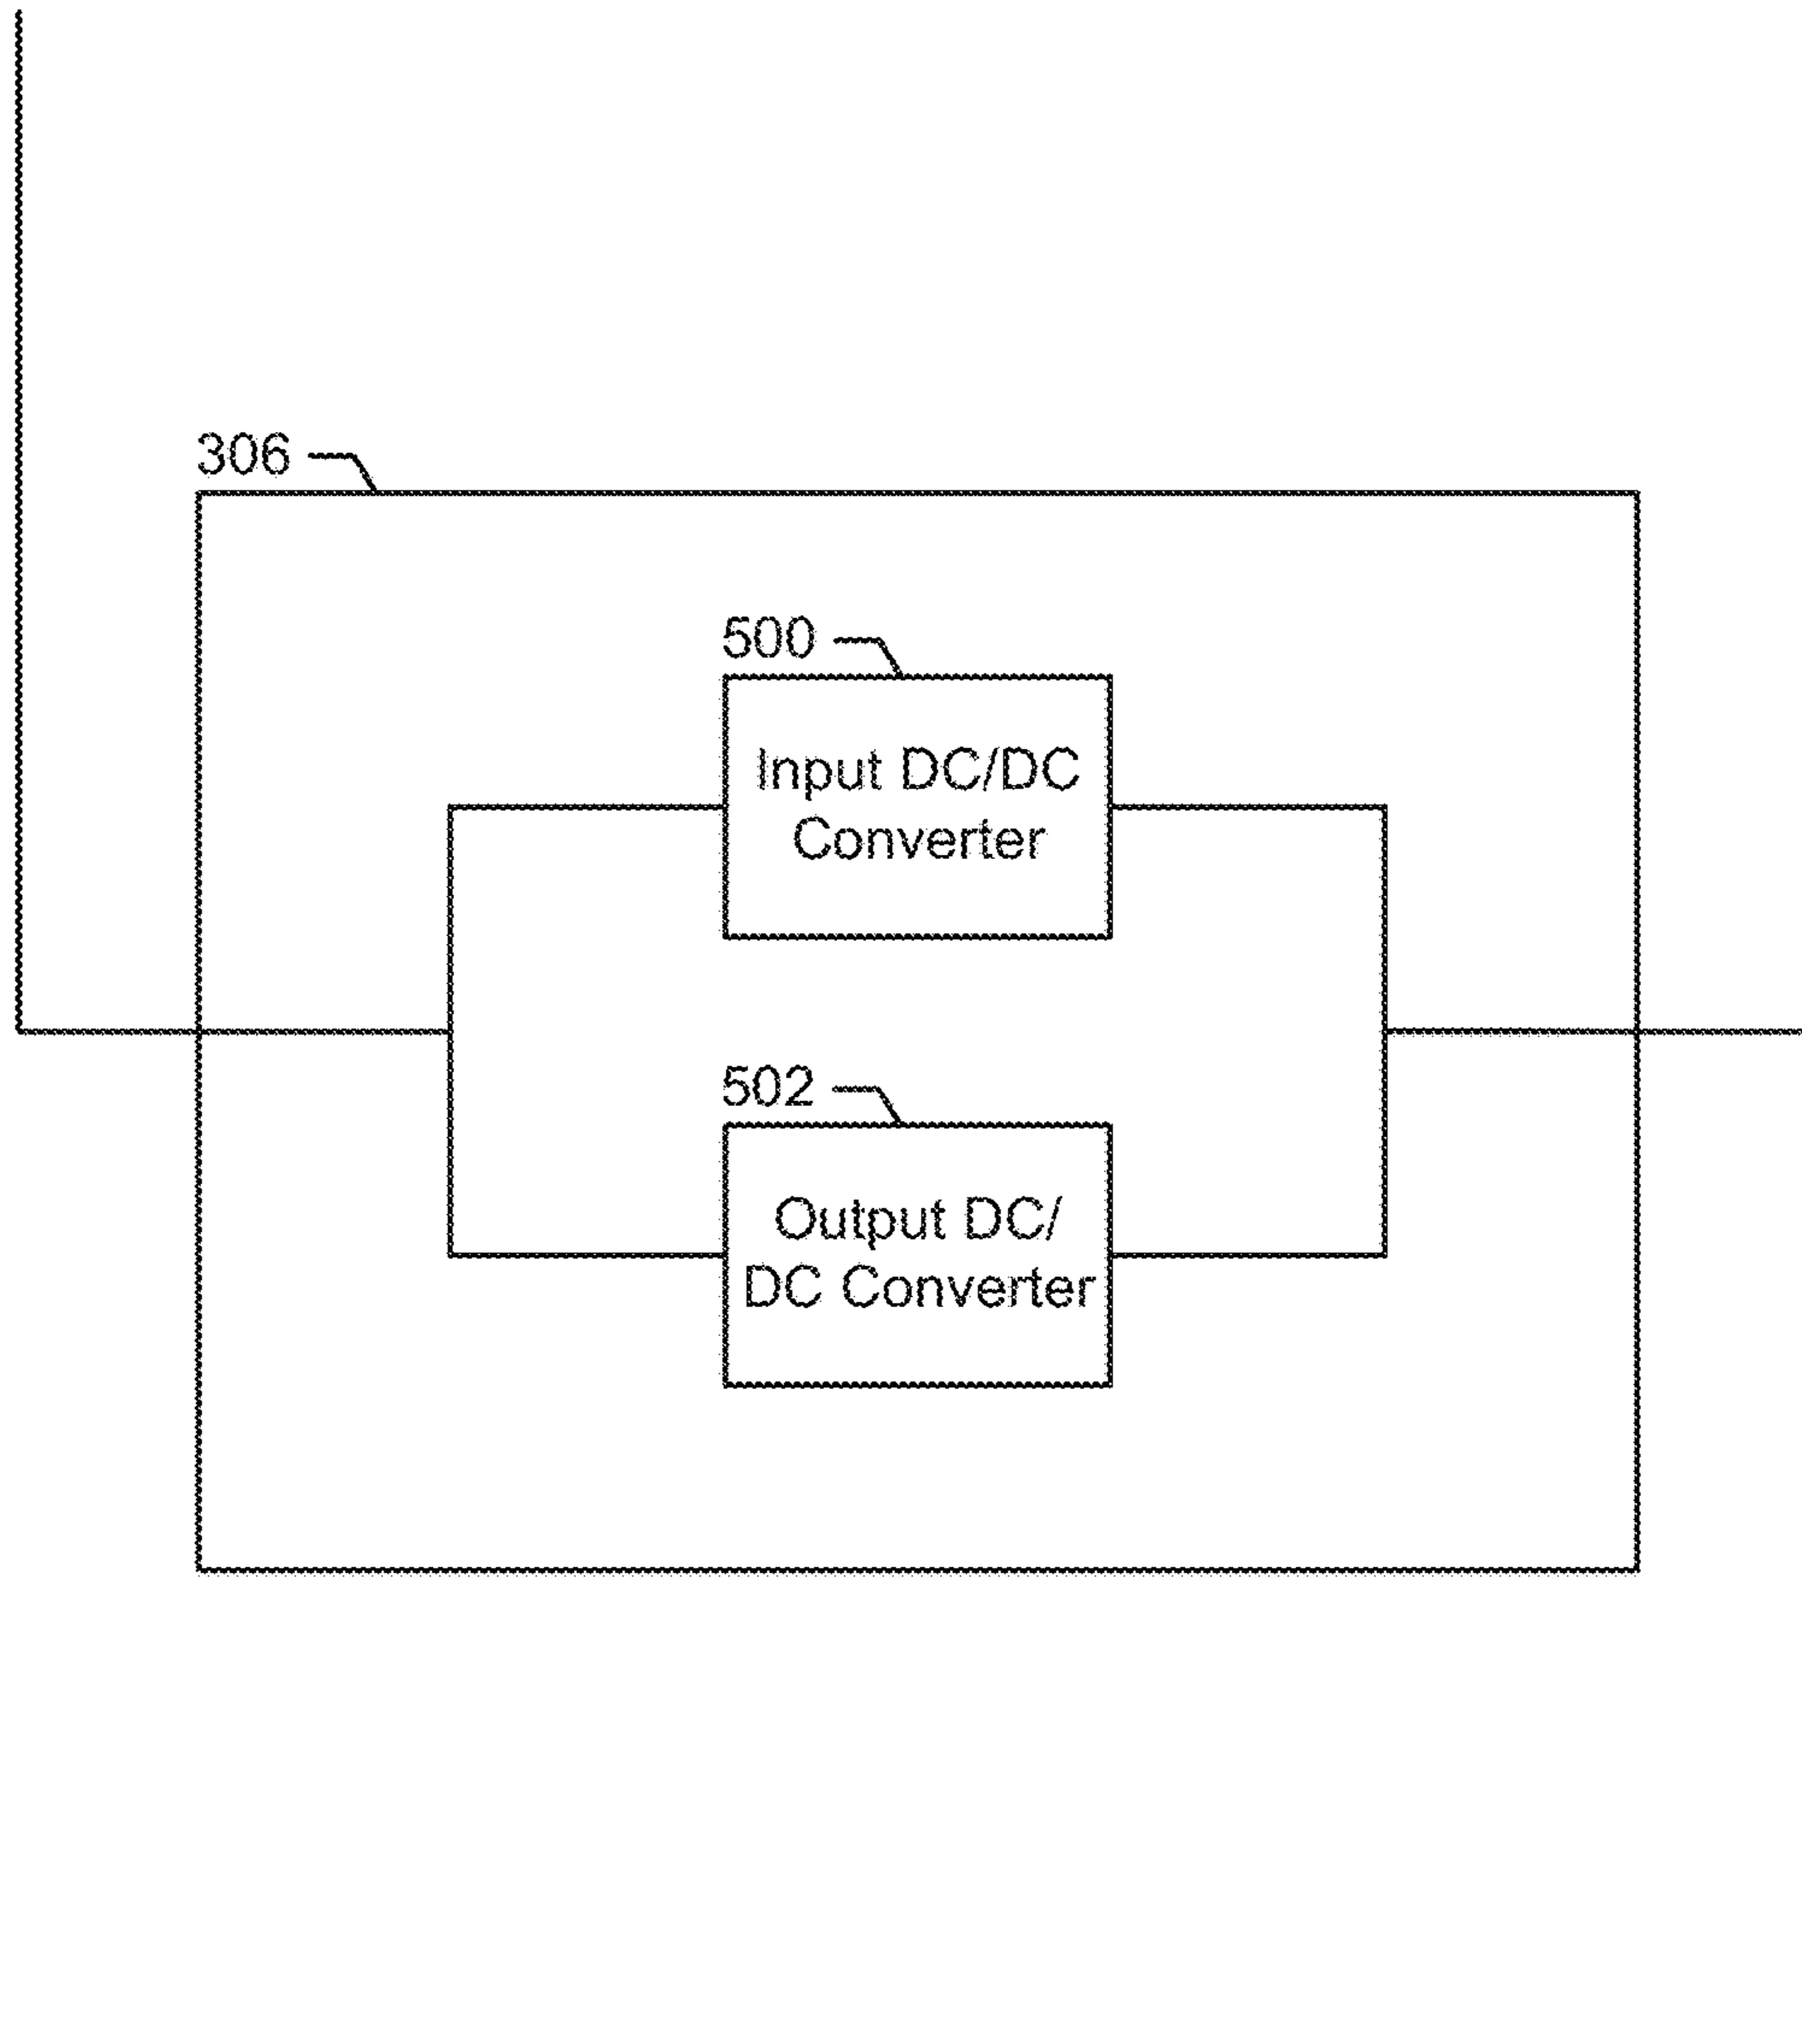 306
500
Input DC/DC
Converter
502
Output DC/
DC Converter